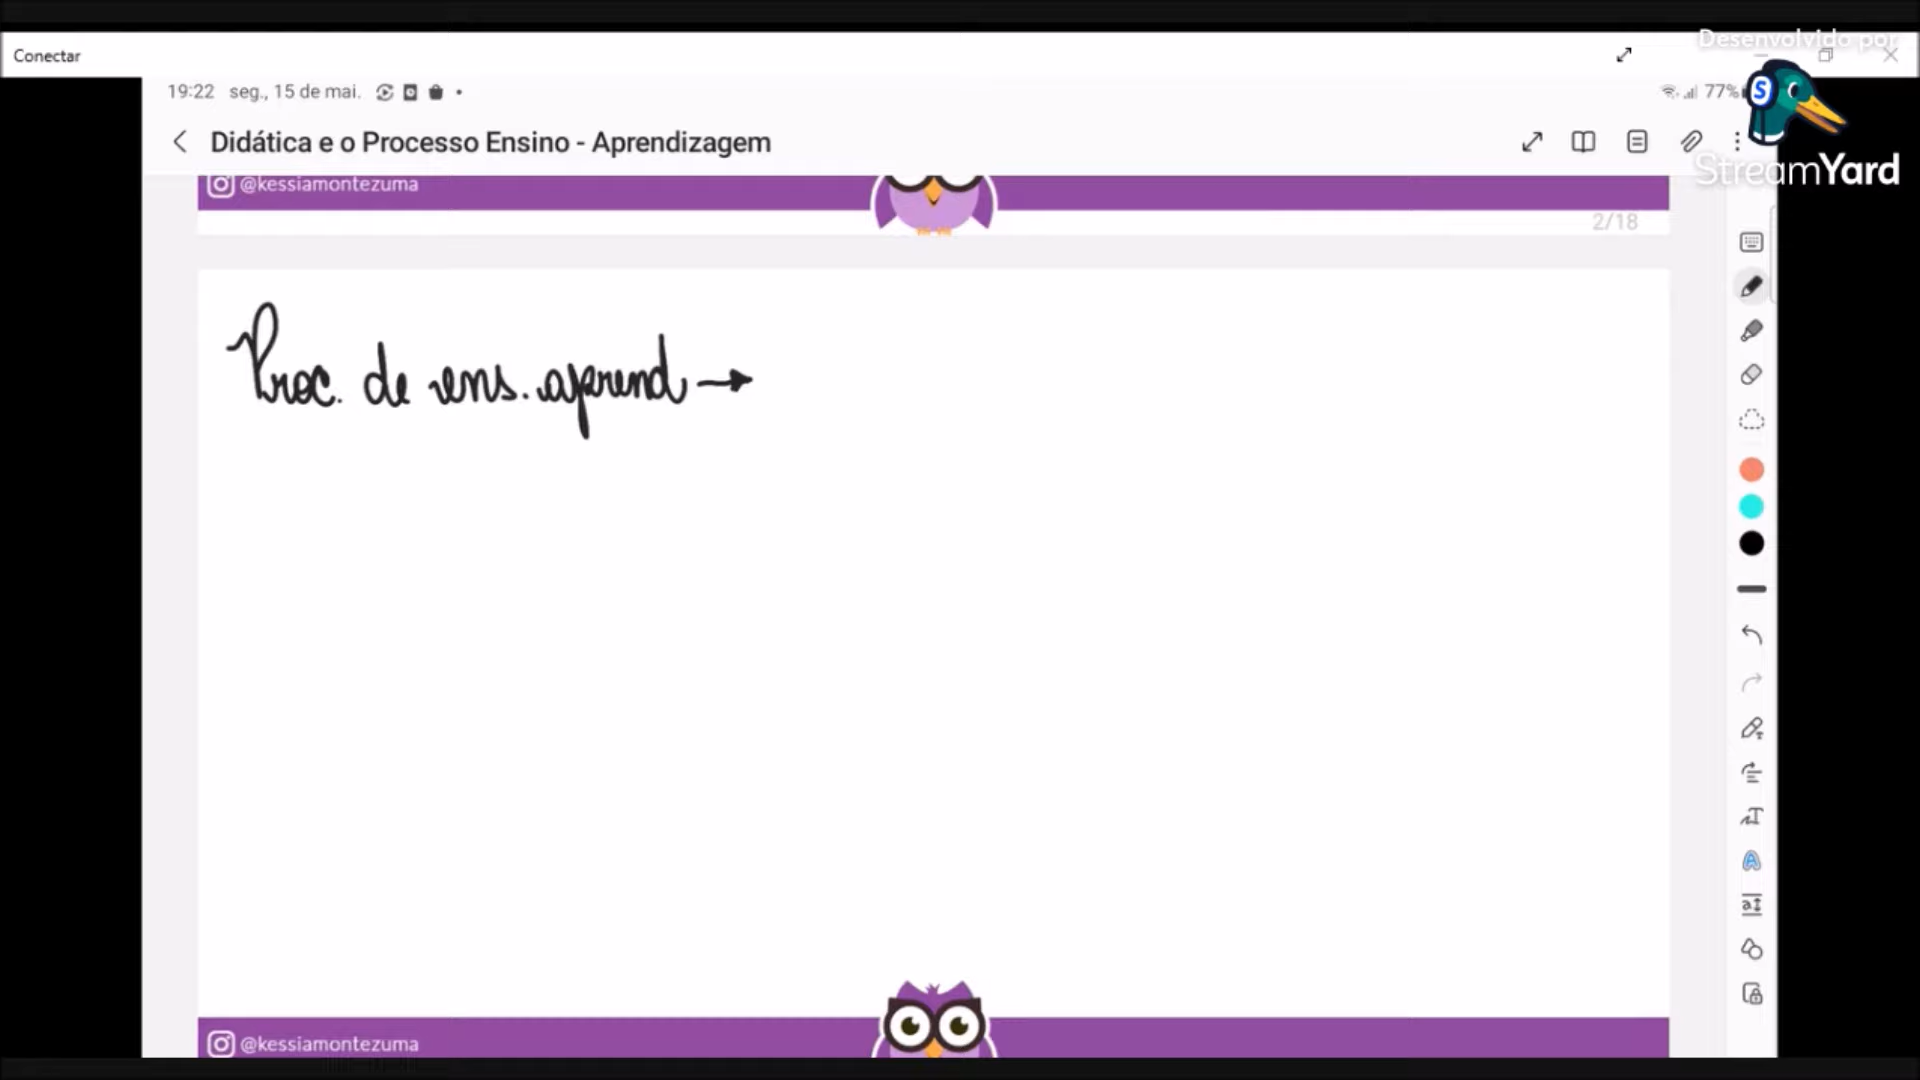 Desenvolvido por
Conectar
19:22 seg., 15 de mai.
77%
StreamYard
Didática e o Processo Ensino - Aprendizagem
@kessiamontezuma
2/18
Proc. de ens. aprend →
@kessiamontezuma